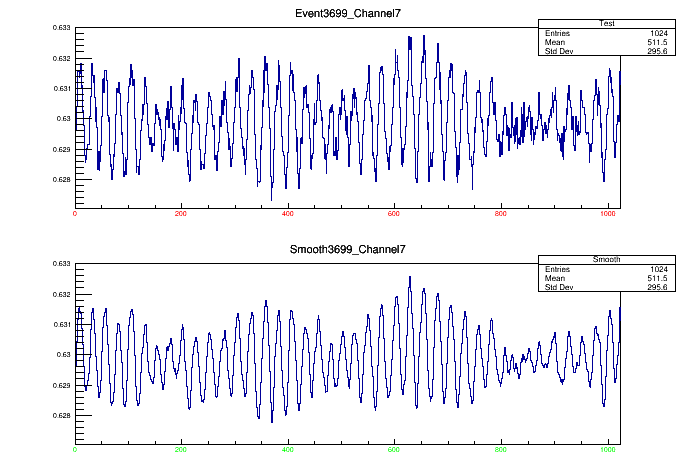 Event3699_Channel7
Test
Entries 1024
Mean 511.5
Std Dev 295.6
0.633
0.632
0.631
0.63
0.629
0.628
0 200 400 600 800 1000
Smooth3699_Channel7
Smooth
Entries 1024
Mean 511.5
Std Dev 295.6
0.633
0.632
0.631
0.63
0.629
0.628
0 200 400 600 800 1000